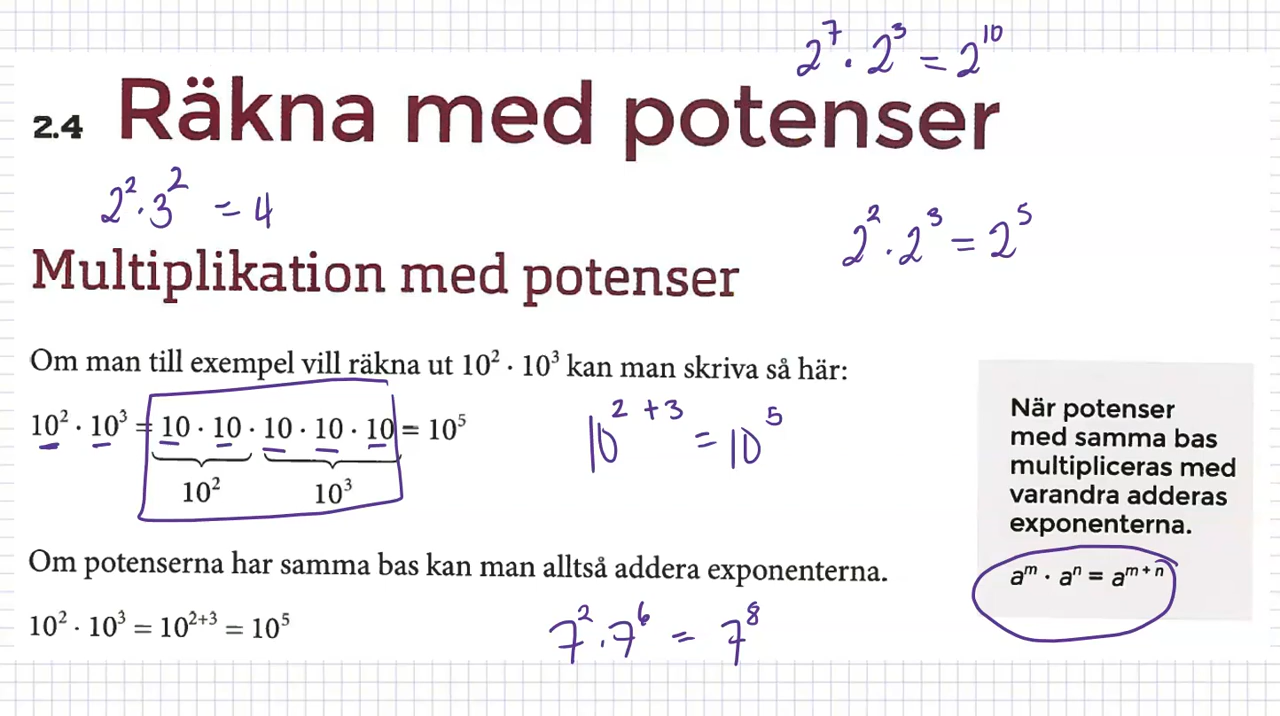 2⁷ · 2³ = 2¹⁰
2.4 Räkna med potenser
2² · 3² = 4
2² · 2³ = 2⁵
Multiplikation med potenser
Om man till exempel vill räkna ut 10² · 10³ kan man skriva så här:
10² · 10³ = 10 · 10 · 10 · 10 · 10 = 10⁵
10² 10³
10² ⁺ ³ = 10⁵
När potenser
med samma bas
multipliceras med
varandra adderas
exponenterna.
aᵐ · aⁿ = aᵐ ⁺ ⁿ
Om potenserna har samma bas kan man alltså addera exponenterna.
10² · 10³ = 10²⁺³ = 10⁵
7² · 7⁶ = 7⁸